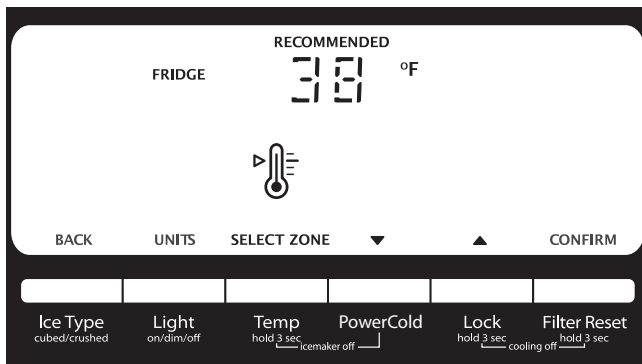 RECOMMENDED
FRIDGE 38 °F
BACK UNITS SELECT ZONE ▼ ▲ CONFIRM
Ice Type Light Temp PowerCold Lock Filter Reset
cubed/crushed on/dim/off hold 3 sec hold 3 sec hold 3 sec
icemaker off cooling off